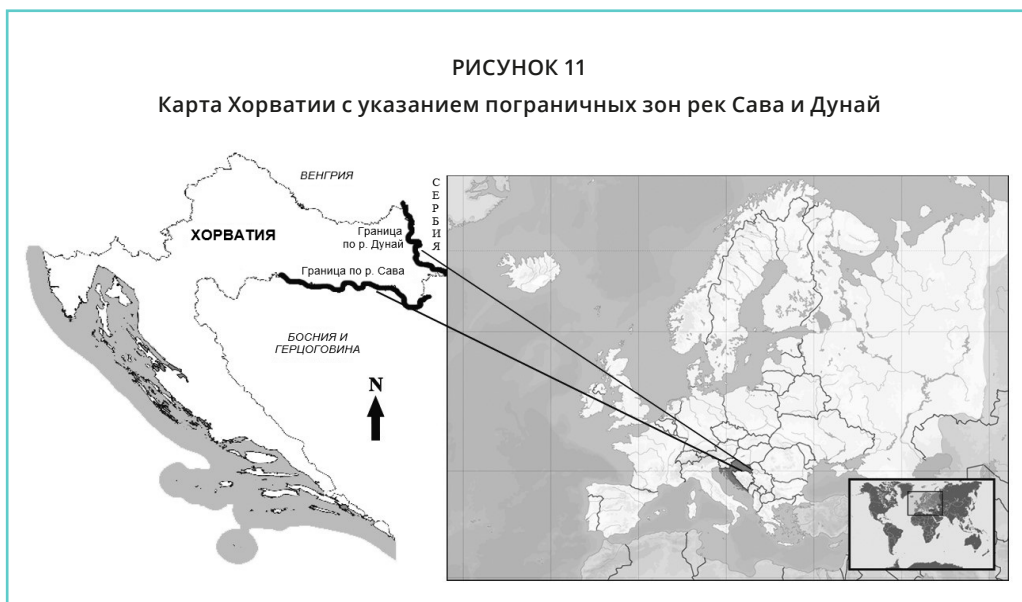 РИСУНОК 11
Карта Хорватии с указанием пограничных зон рек Сава и Дунай
ВЕНГРИЯ
СЕРБИЯ
ХОРВАТИЯ
Граница
по р. Дунай
Граница по р. Сава
БОСНИЯ И
ГЕРЦОГОВИНА
N